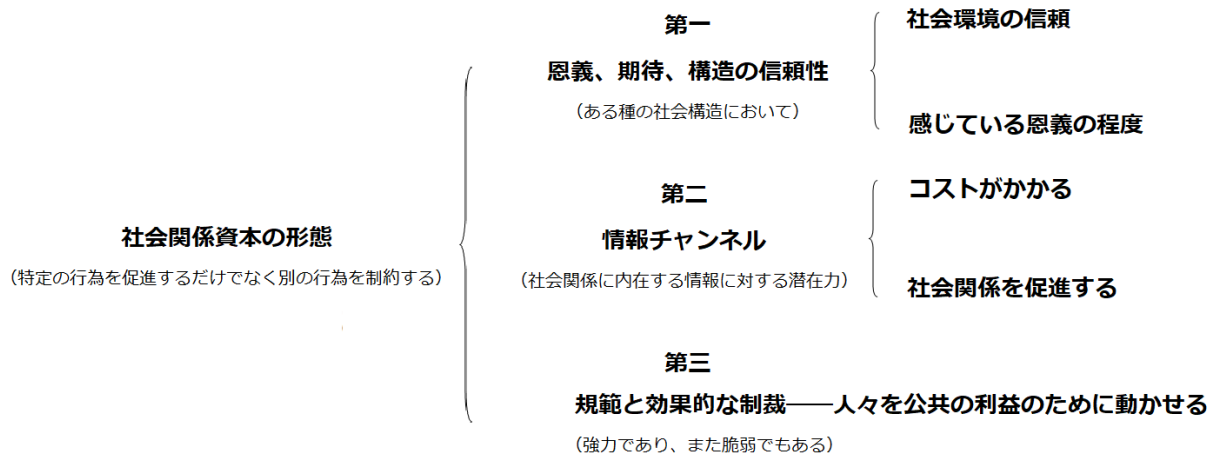 社会関係資本の形態
（特定の行為を促進するだけでなく別の行為を制約する）
第一
恩義、期待、構造の信頼性
（ある種の社会構造において）
社会環境の信頼
感じている恩義の程度
第二
情報チャンネル
（社会関係に内在する情報に対する潜在力）
コストがかかる
社会関係を促進する
第三
規範と効果的な制裁——人々を公共の利益のために動かせる
（強力であり、また脆弱でもある）